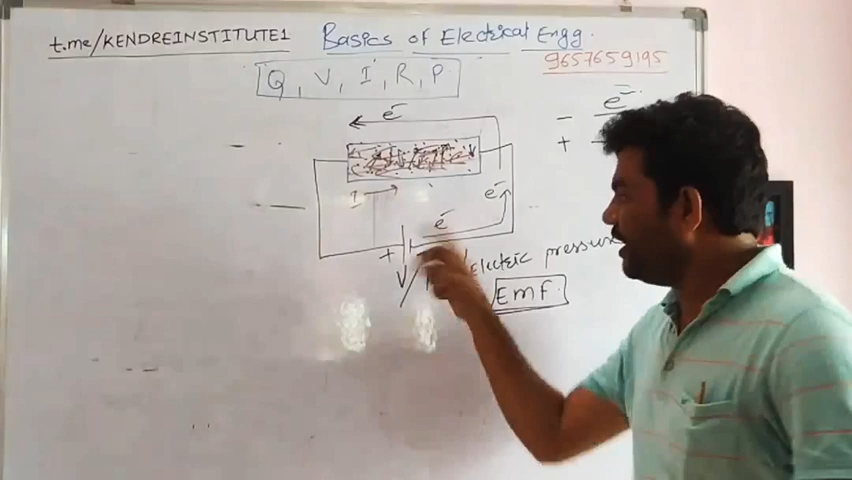 t.me/KENDREINSTITUTE1
Basics of Electrical Engg.
9657659195
Q, V, I, R, P.
e-
e-
- 
+
I
e-
e-
+
V
Electric pressure
EMF.